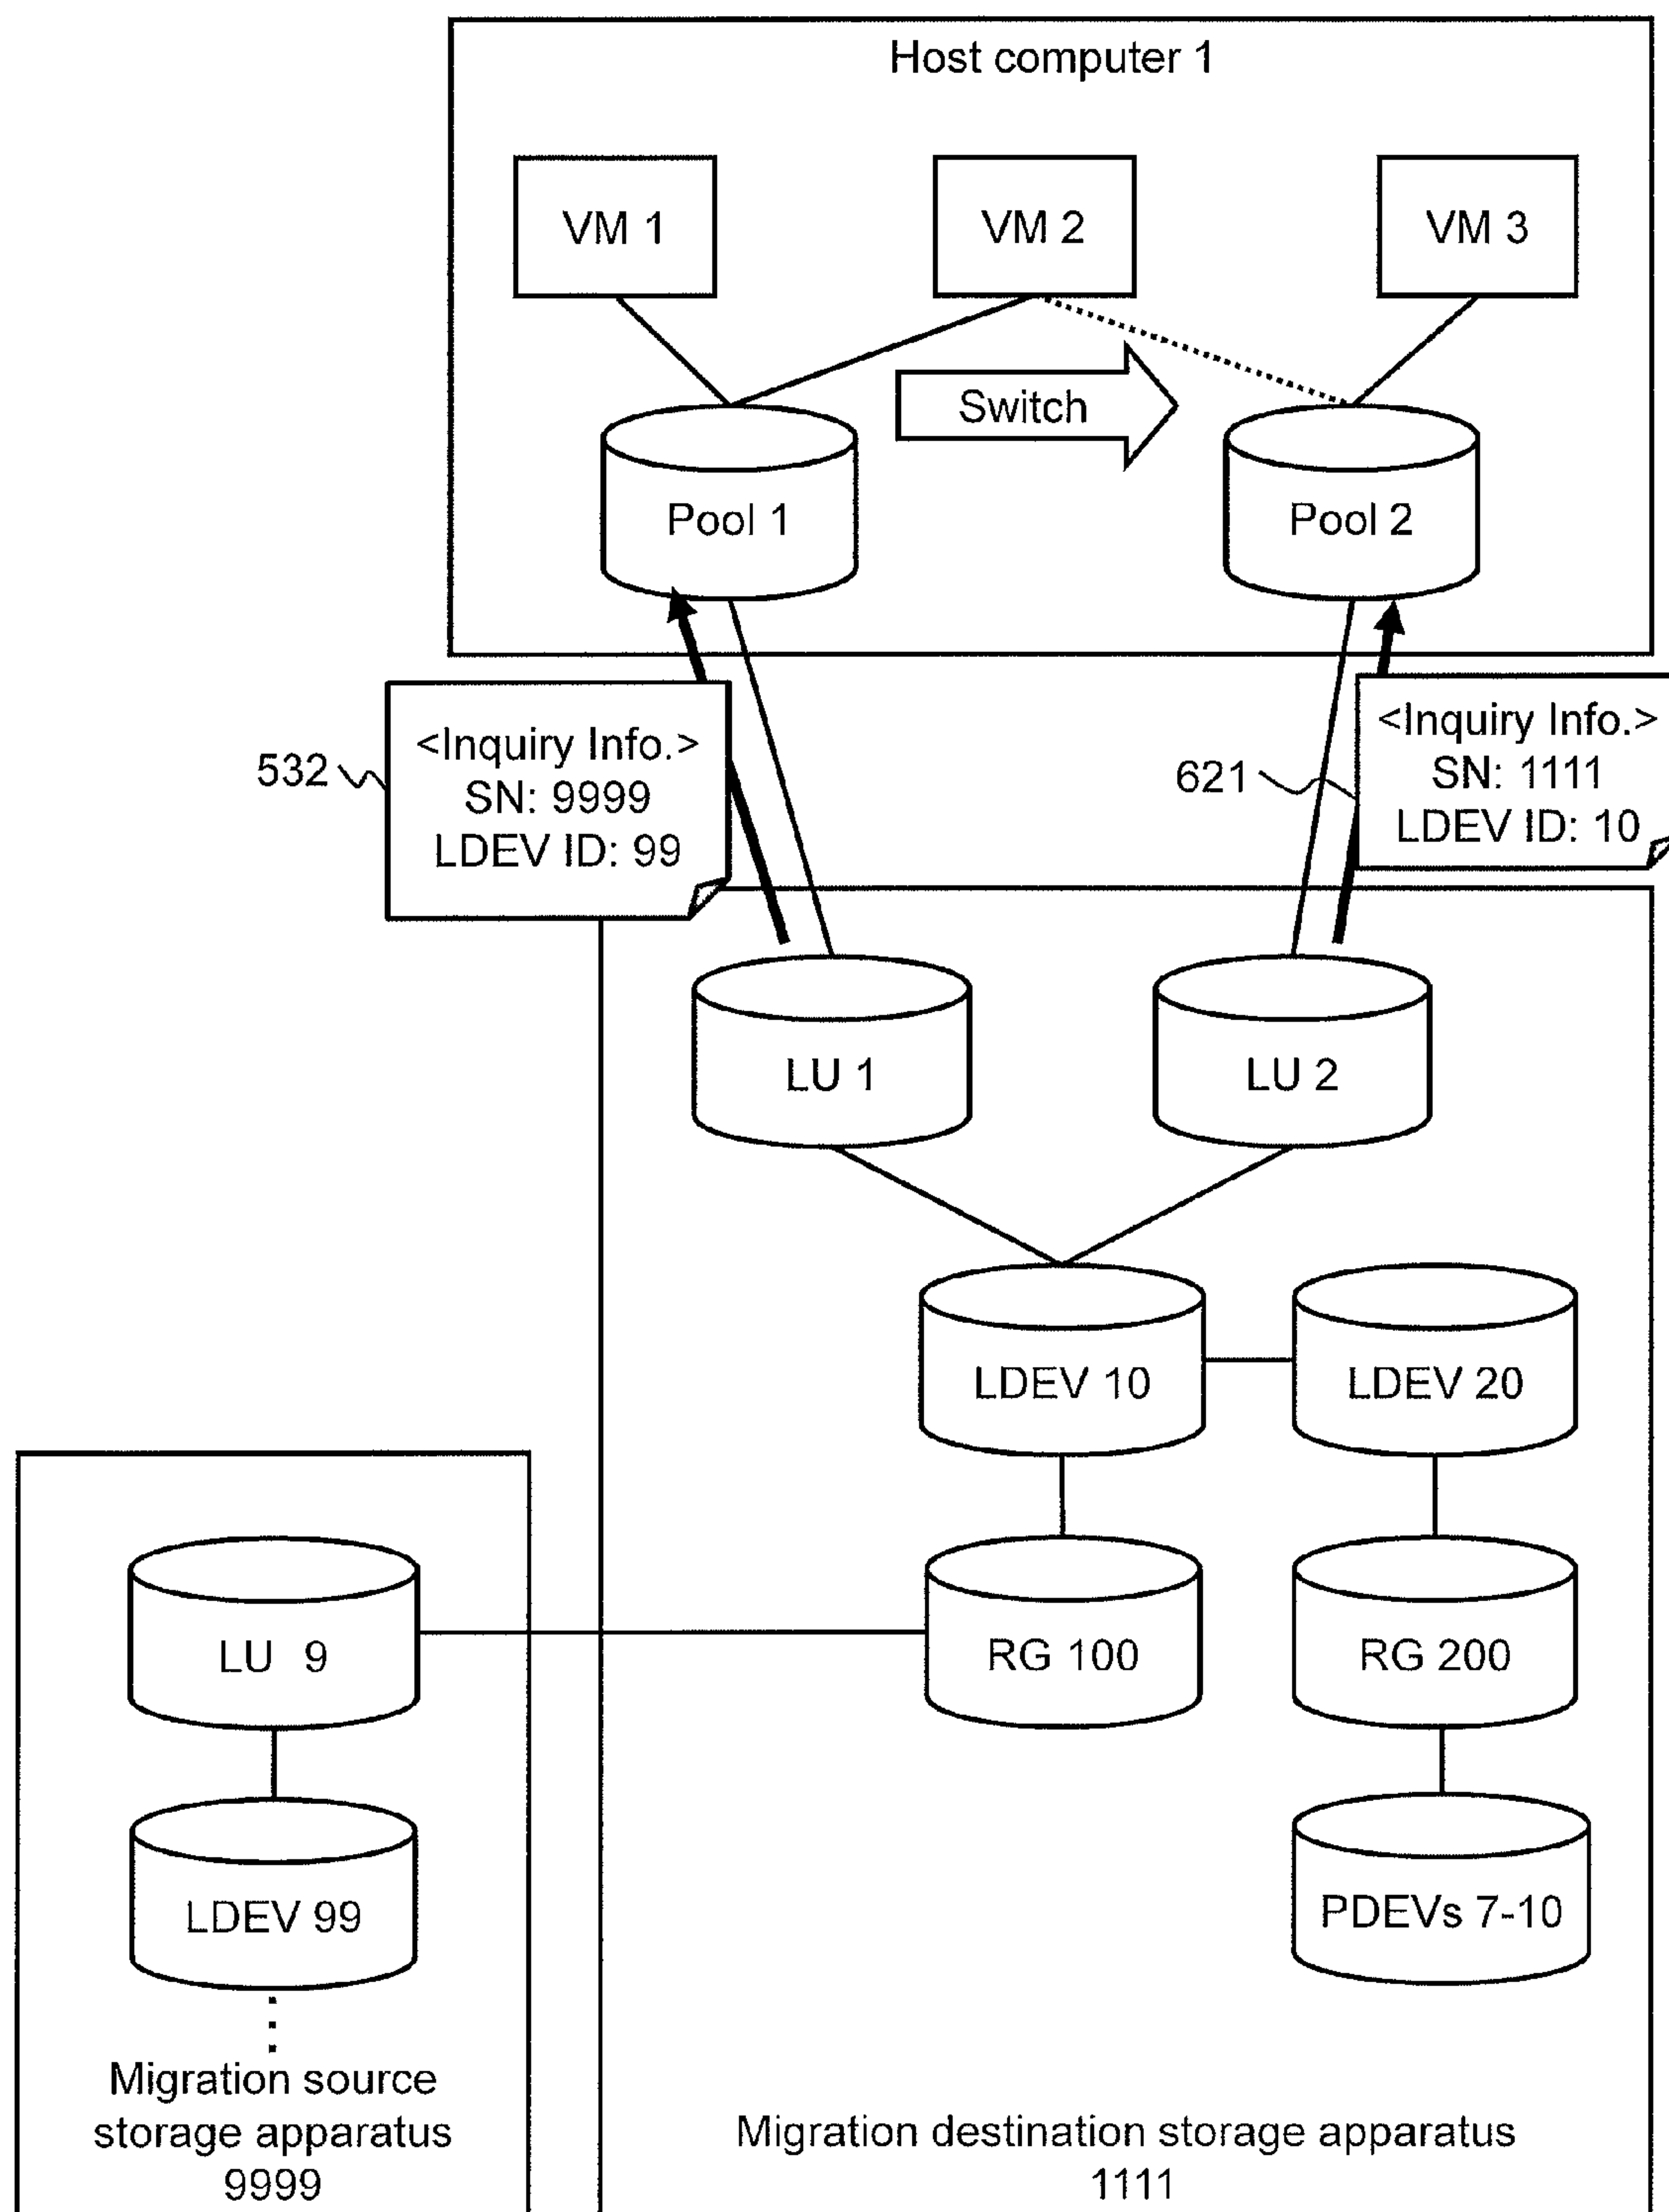 Host computer 1
VM 1
VM 2
VM 3
Switch
Pool 1
Pool 2
<Inquiry Info.>
SN: 9999
LDEV ID: 99
532
<Inquiry Info.>
SN: 1111
LDEV ID: 10
621
LU 1
LU 2
LDEV 10
LDEV 20
LU 9
RG 100
RG 200
LDEV 99
PDEVs 7-10
Migration source
storage apparatus
9999
Migration destination storage apparatus
1111